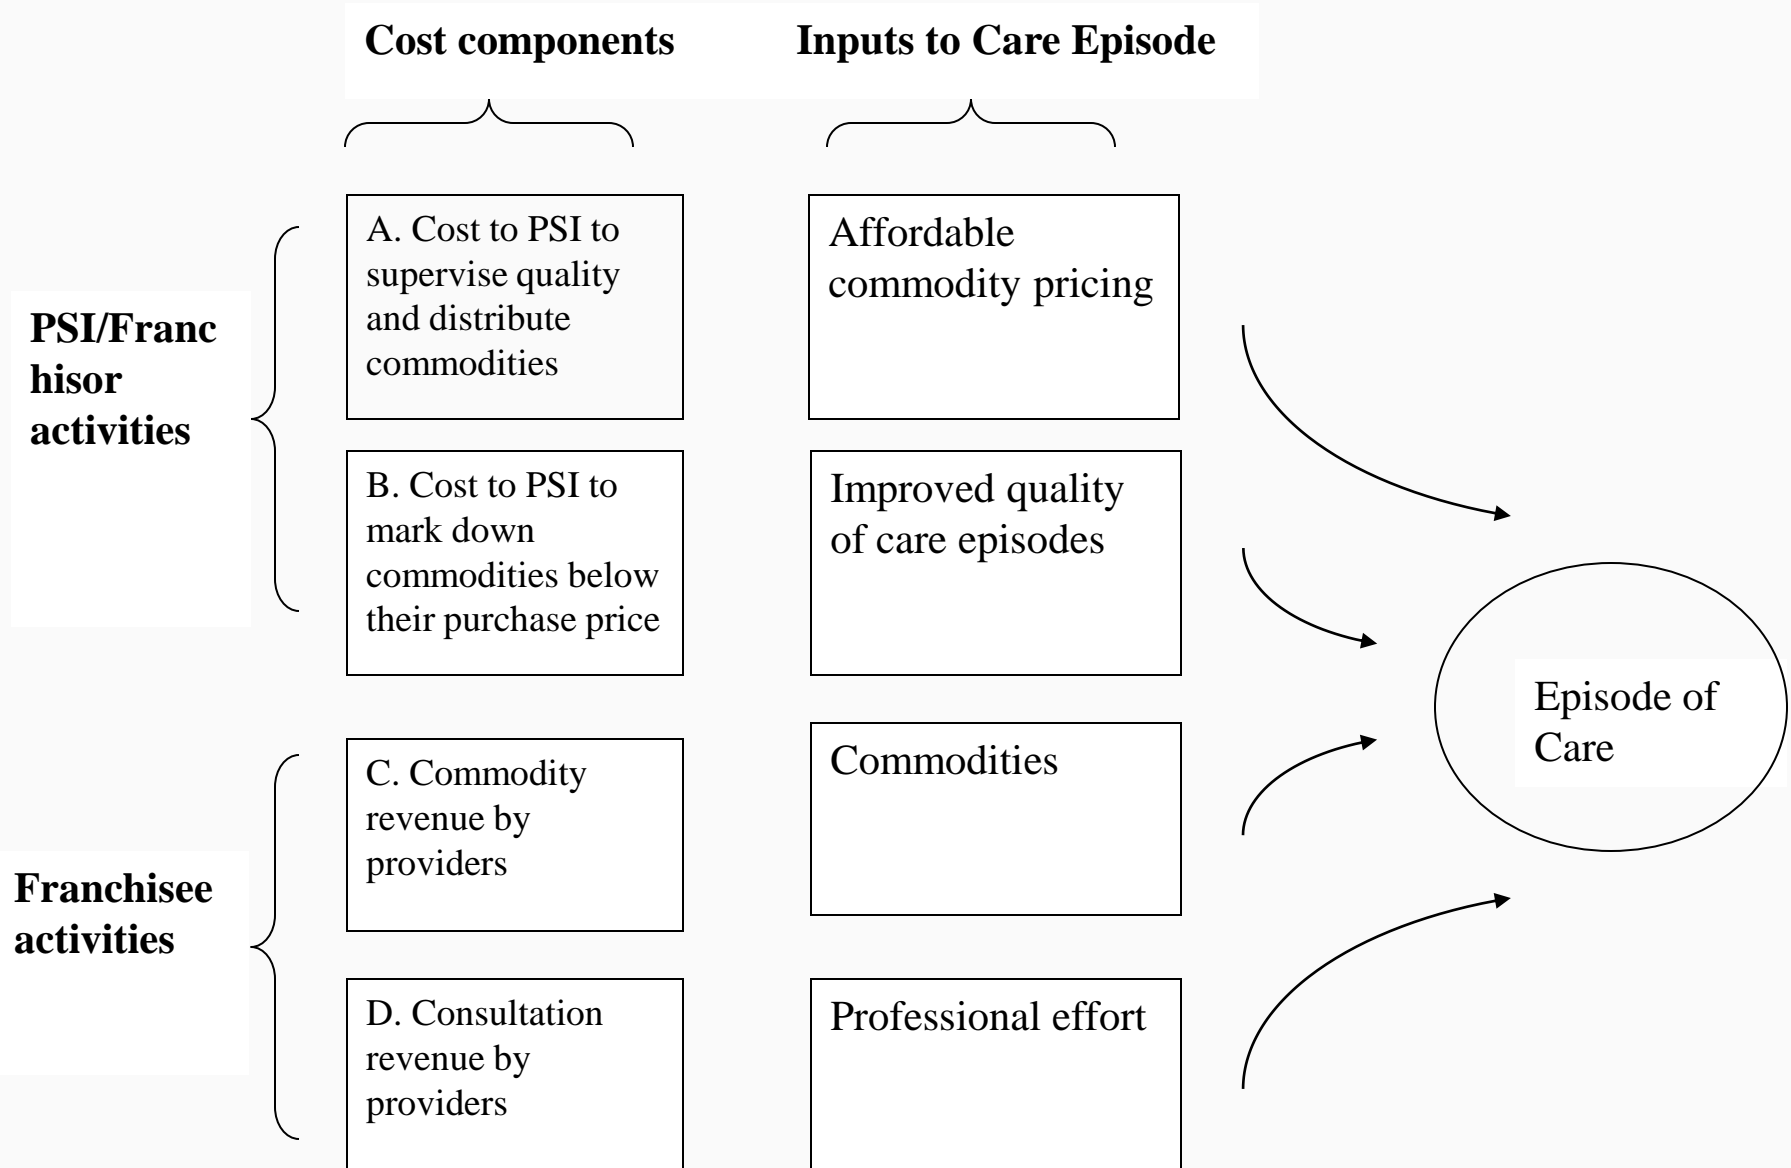 Cost components
Inputs to Care Episode
PSI/Franc
hisor
activities
A. Cost to PSI to
supervise quality
and distribute
commodities
Affordable
commodity pricing
B. Cost to PSI to
mark down
commodities below
their purchase price
Improved quality
of care episodes
Franchisee
activities
C. Commodity
revenue by
providers
Commodities
D. Consultation
revenue by
providers
Professional effort
Episode of
Care